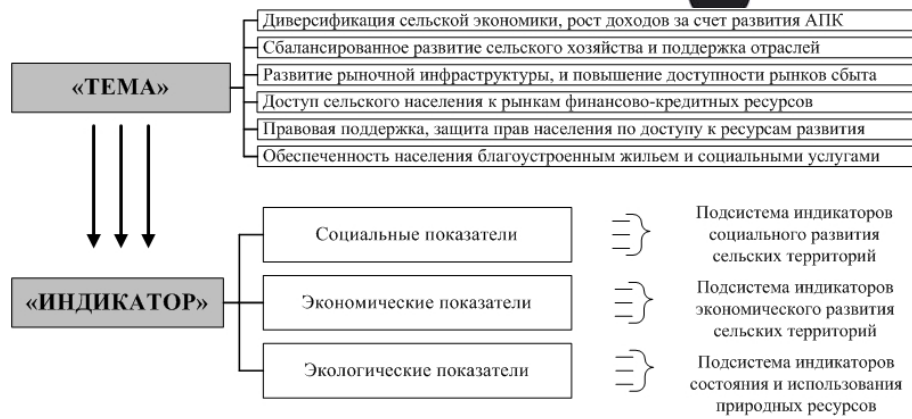 Диверсификация сельской экономики, рост доходов за счет развития АПК
Сбалансированное развитие сельского хозяйства и поддержка отраслей
«ТЕМА»
Развитие рыночной инфраструктуры, и повышение доступности рынков сбыта
Доступ сельского населения к рынкам финансово-кредитных ресурсов
Правовая поддержка, защита прав населения по доступу к ресурсам развития
Обеспеченность населения благоустроенным жильем и социальными услугами
Социальные показатели
Подсистема индикаторов
социального развития
сельских территорий
«ИНДИКАТОР»
Экономические показатели
Подсистема индикаторов
экономического развития
сельских территорий
Экологические показатели
Подсистема индикаторов
состояния и использования
природных ресурсов